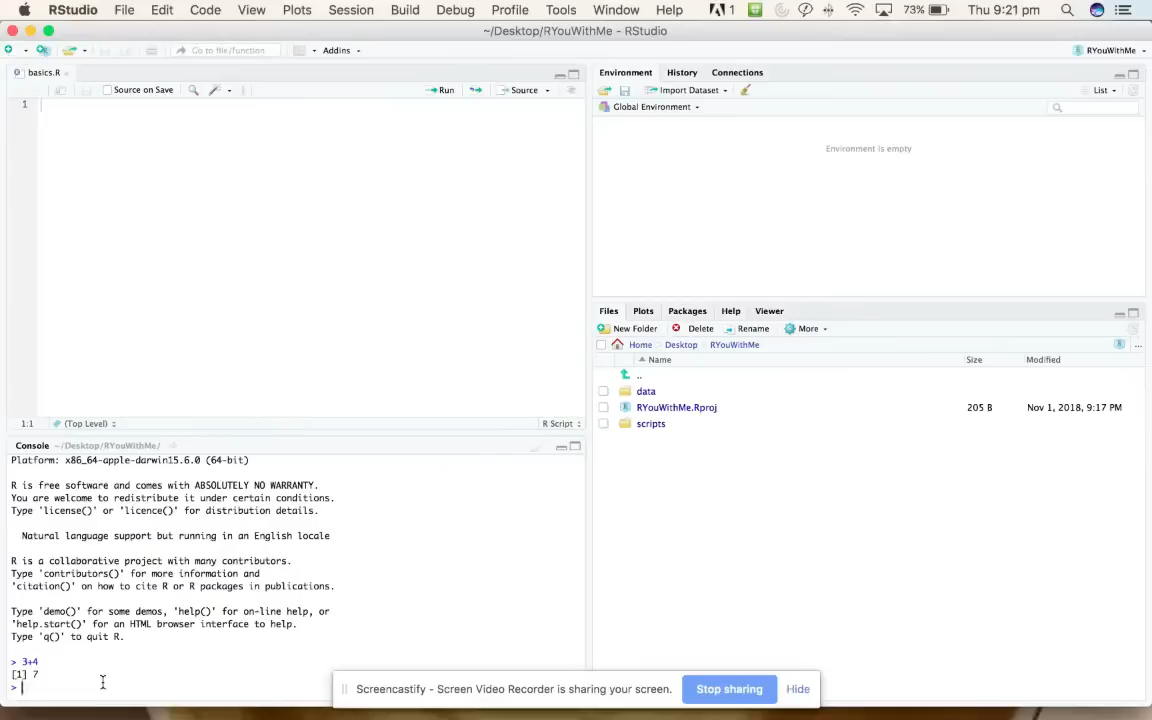 RStudio File Edit Code View Plots Session Build Debug Profile Tools Window Help 1 73% Thu 9:21 pm
~/Desktop/RYouWithMe - RStudio
Go to file/function Addins RYouWithMe
basics.R
Source on Save Run Source
1
1:1 (Top Level) R Script
Console ~/Desktop/RYouWithMe/
Platform: x86_64-apple-darwin15.6.0 (64-bit)
R is free software and comes with ABSOLUTELY NO WARRANTY.
You are welcome to redistribute it under certain conditions.
Type 'license()' or 'licence()' for distribution details.
Natural language support but running in an English locale
R is a collaborative project with many contributors.
Type 'contributors()' for more information and
'citation()' on how to cite R or R packages in publications.
Type 'demo()' for some demos, 'help()' for on-line help, or
'help.start()' for an HTML browser interface to help.
Type 'q()' to quit R.
> 3+4
[1] 7
>
Environment History Connections
Import Dataset List
Global Environment
Environment is empty
Files Plots Packages Help Viewer
New Folder Delete Rename More
Home Desktop RYouWithMe ...
Name Size Modified
..
data
RYouWithMe.Rproj 205 B Nov 1, 2018, 9:17 PM
scripts
Screencastify - Screen Video Recorder is sharing your screen. Stop sharing Hide